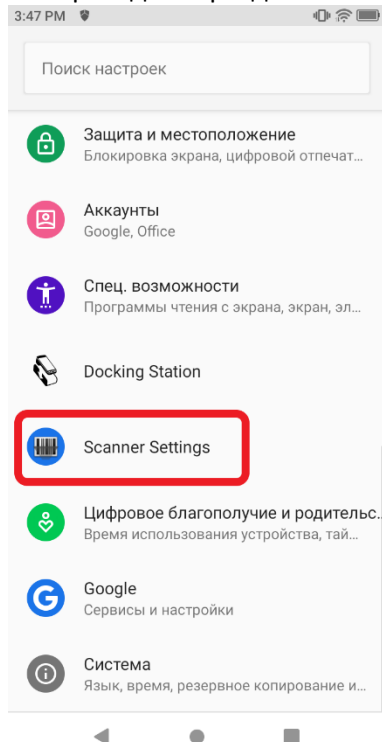 3:47 PM
Поиск настроек
Защита и местоположение
Блокировка экрана, цифровой отпечат...
Аккаунты
Google, Office
Спец. возможности
Программы чтения с экрана, экран, эл...
Docking Station
Scanner Settings
Цифровое благополучие и родительс..
Время использования устройства, тай...
Google
Сервисы и настройки
Система
Язык, время, резервное копирование и...